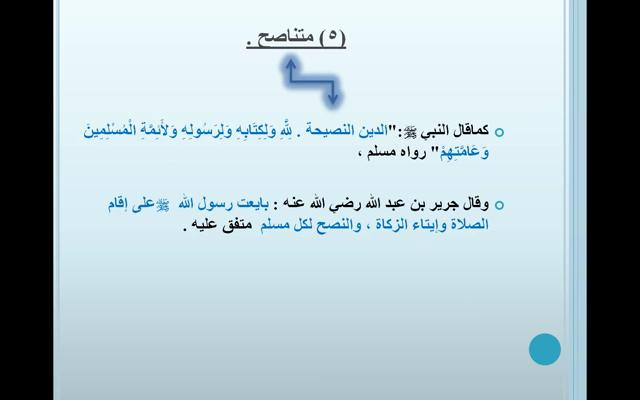 (٥) متناصح .
كماقال النبي ﷺ:"الدين النصيحة . لِلَّهِ وَلِكِتَابِهِ وَلِرَسُولِهِ وَلأَئِمَّةِ الْمُسْلِمِينَ
وَعَامَّتِهِمْ" رواه مسلم ،
وقال جرير بن عبد الله رضي الله عنه : بايعت رسول الله ﷺعلى إقام
الصلاة وإيتاء الزكاة ، والنصح لكل مسلم متفق عليه .